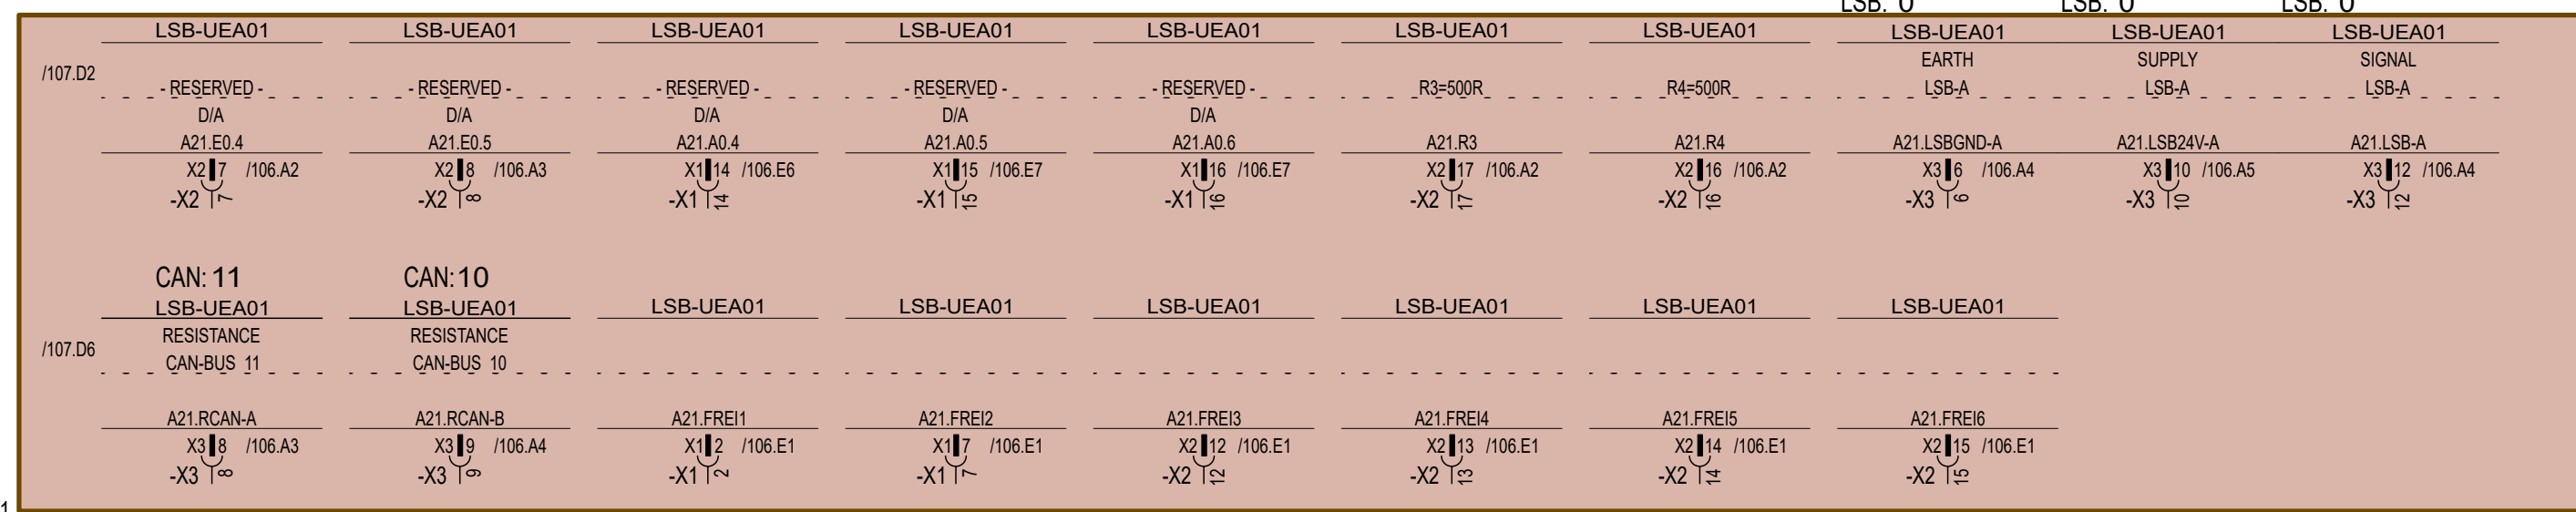 LSB: 0 LSB: 0 LSB: 0
LSB-UEA01 LSB-UEA01 LSB-UEA01 LSB-UEA01 LSB-UEA01 LSB-UEA01 LSB-UEA01 LSB-UEA01 LSB-UEA01 LSB-UEA01
EARTH SUPPLY SIGNAL
/107.D2
- RESERVED - - RESERVED - - RESERVED - - RESERVED - - RESERVED - R3=500R R4=500R LSB-A LSB-A LSB-A
D/A D/A D/A D/A D/A
A21.E0.4 A21.E0.5 A21.A0.4 A21.A0.5 A21.A0.6 A21.R3 A21.R4 A21.LSBGND-A A21.LSB24V-A A21.LSB-A
X2 7 /106.A2 X2 8 /106.A3 X1 14 /106.E6 X1 15 /106.E7 X1 16 /106.E7 X2 17 /106.A2 X2 16 /106.A2 X3 6 /106.A4 X3 10 /106.A5 X3 12 /106.A4
-X2 7 -X2 8 -X1 14 -X1 15 -X1 16 -X2 17 -X2 16 -X3 6 -X3 10 -X3 12
CAN: 11 CAN: 10
LSB-UEA01 LSB-UEA01 LSB-UEA01 LSB-UEA01 LSB-UEA01 LSB-UEA01 LSB-UEA01 LSB-UEA01
RESISTANCE RESISTANCE
/107.D6
CAN-BUS 11 CAN-BUS 10
A21.RCAN-A A21.RCAN-B A21.FREI1 A21.FREI2 A21.FREI3 A21.FREI4 A21.FREI5 A21.FREI6
X3 8 /106.A3 X3 9 /106.A4 X1 2 /106.E1 X1 7 /106.E1 X2 12 /106.E1 X2 13 /106.E1 X2 14 /106.E1 X2 15 /106.E1
-X3 8 -X3 9 -X1 2 -X1 7 -X2 12 -X2 13 -X2 14 -X2 15
1